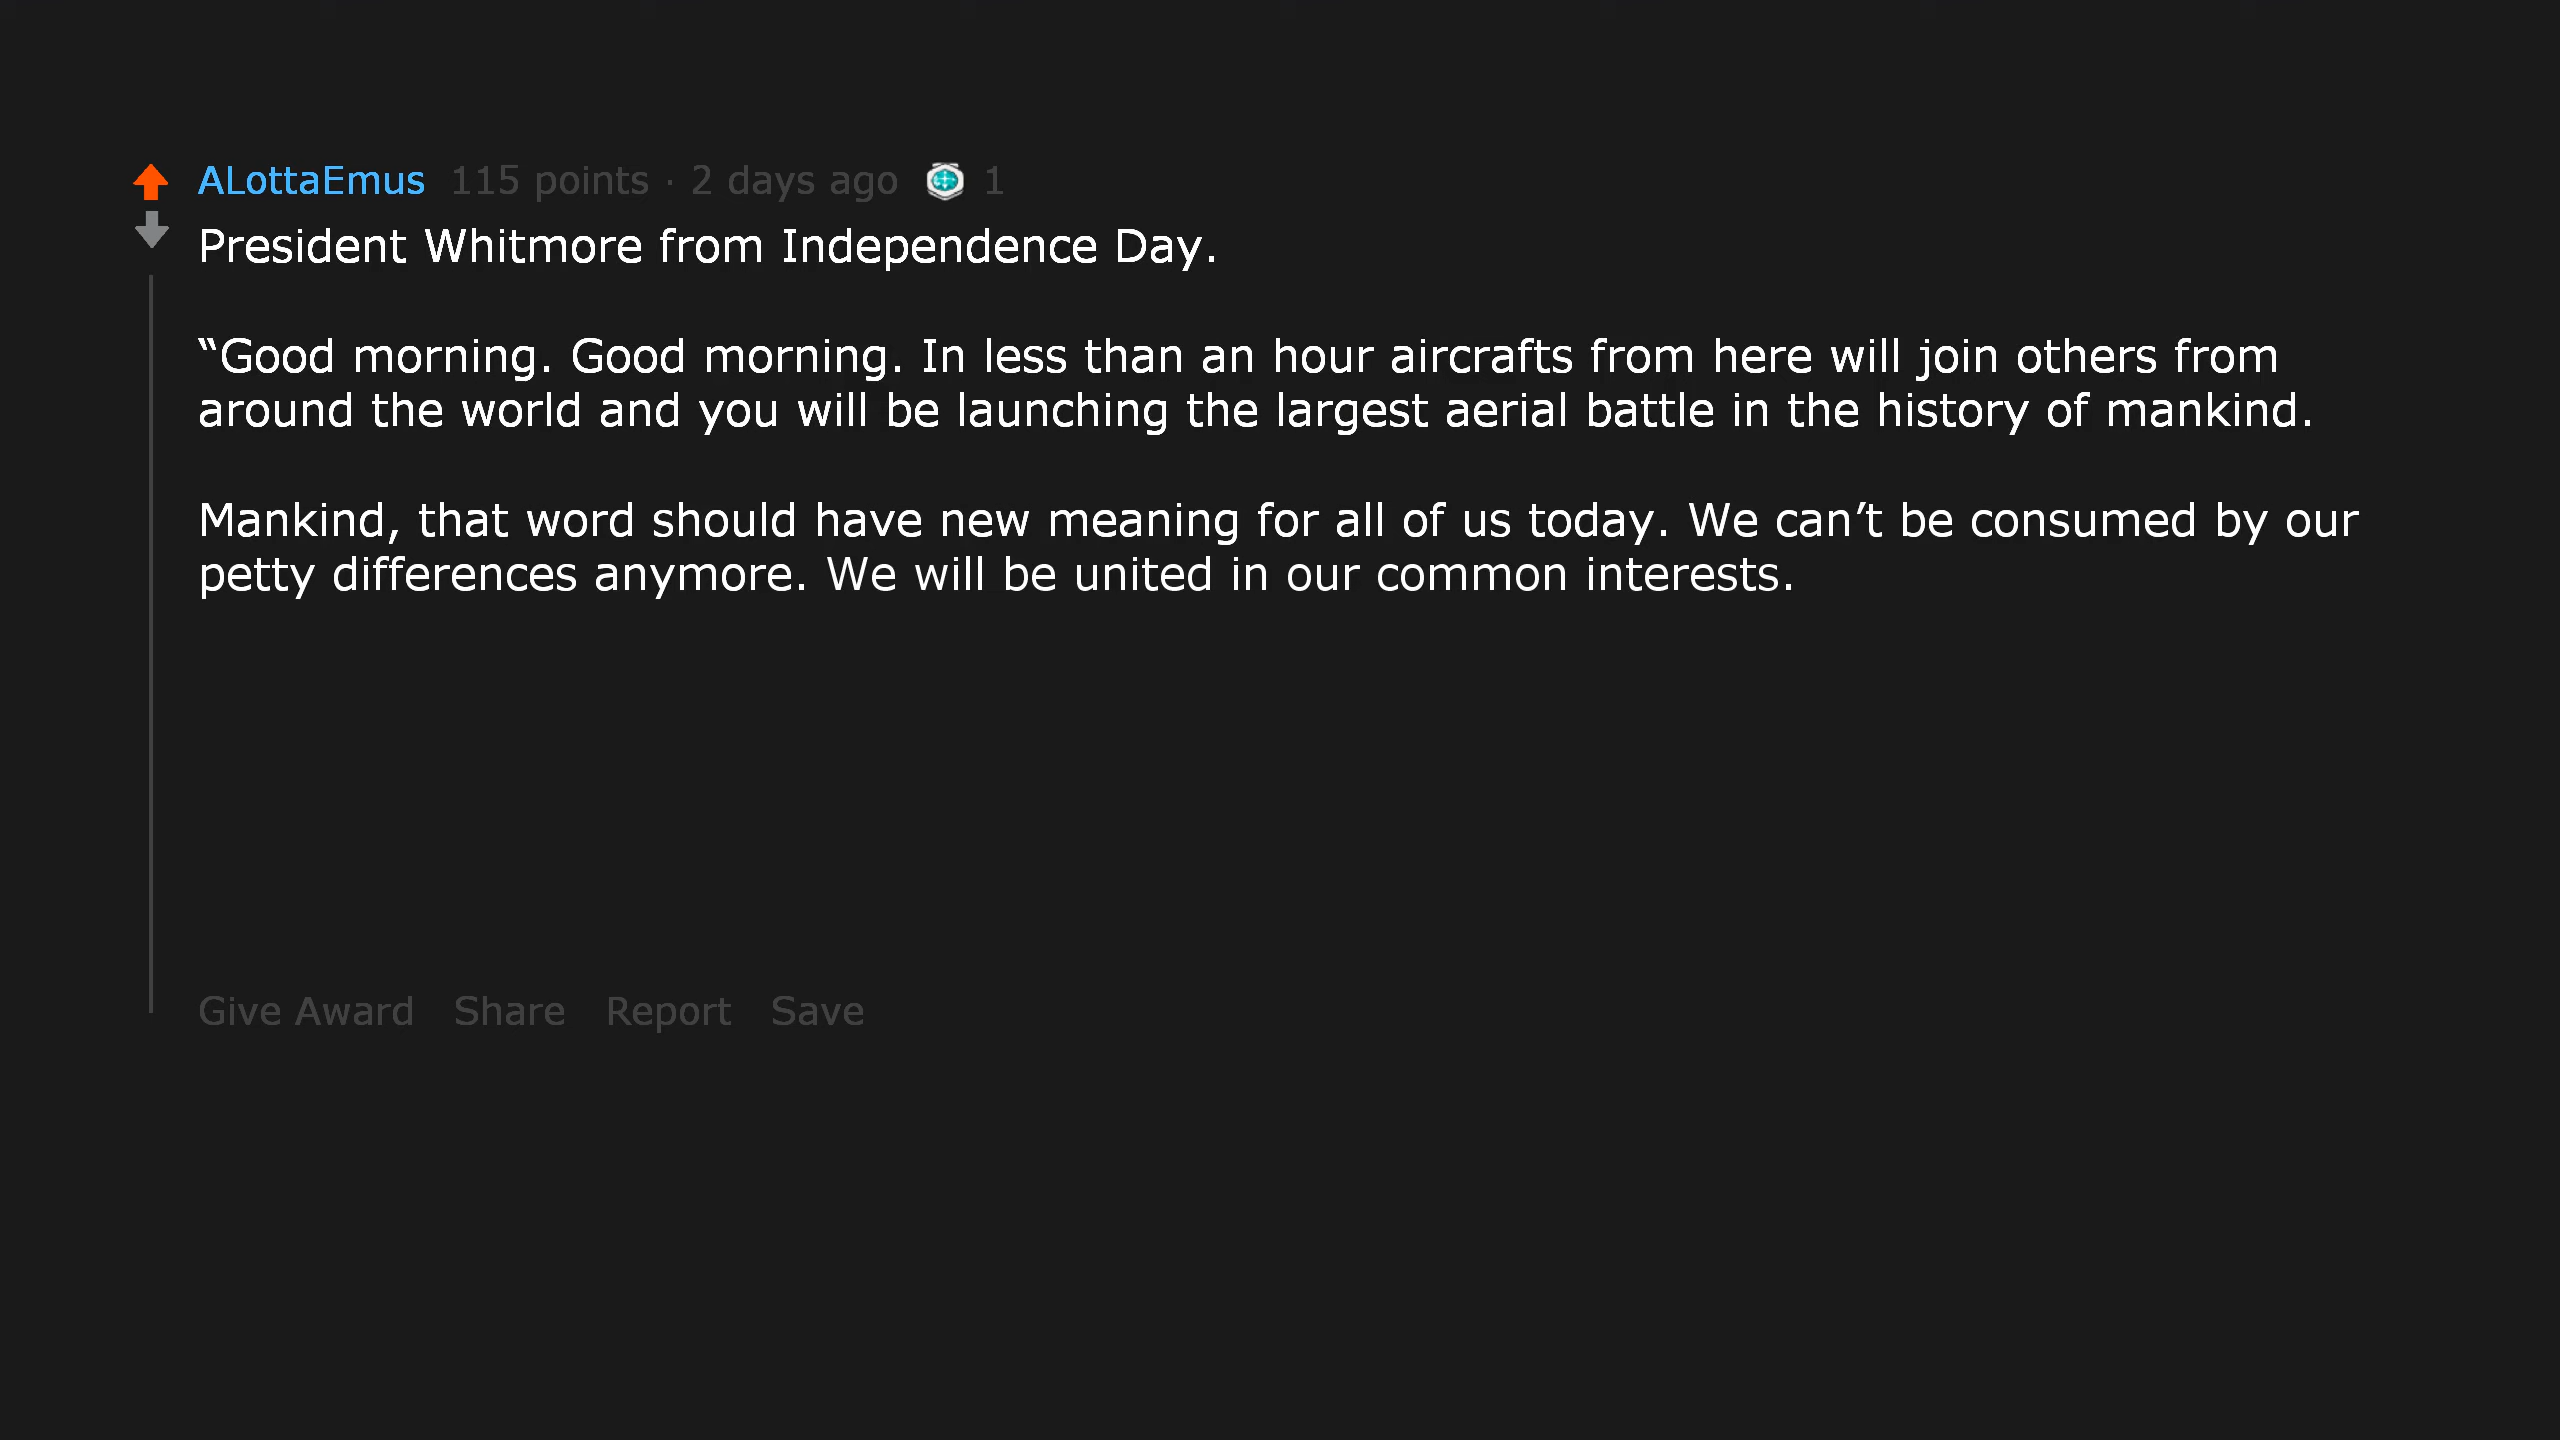 ALottaEmus 115 points · 2 days ago 1
President Whitmore from Independence Day.
“Good morning. Good morning. In less than an hour aircrafts from here will join others from
around the world and you will be launching the largest aerial battle in the history of mankind.
Mankind, that word should have new meaning for all of us today. We can’t be consumed by our
petty differences anymore. We will be united in our common interests.
Give Award Share Report Save